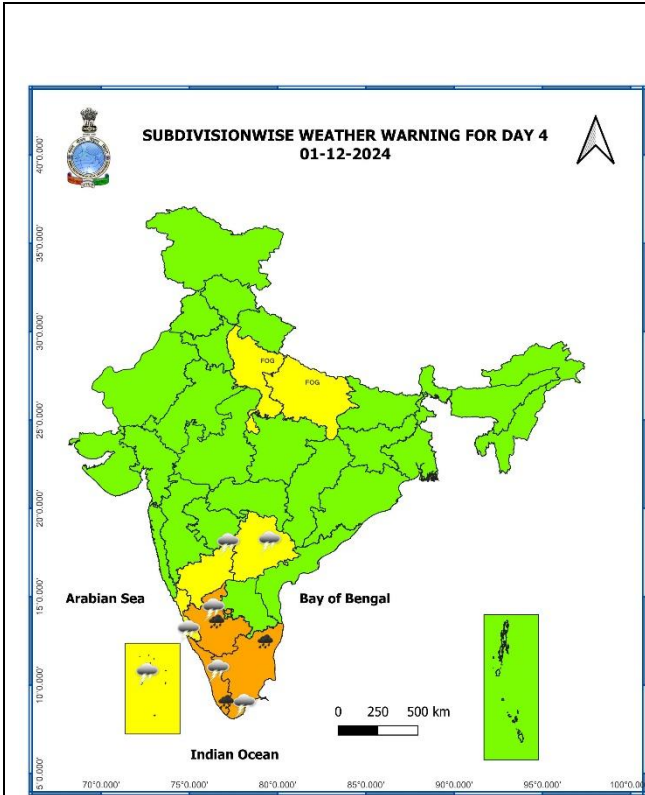 SUBDIVISIONWISE WEATHER WARNING FOR DAY 4
01-12-2024
40°0.000'
35°0.000'
30°0.000'
FOG
FOG
25°0.000'
20°0.000'
15°0.000'
Arabian Sea
Bay of Bengal
10°0.000'
0 250 500 km
Indian Ocean
5°0.000'
70°0.000' 75°0.000' 80°0.000' 85°0.000' 90°0.000' 95°0.000'